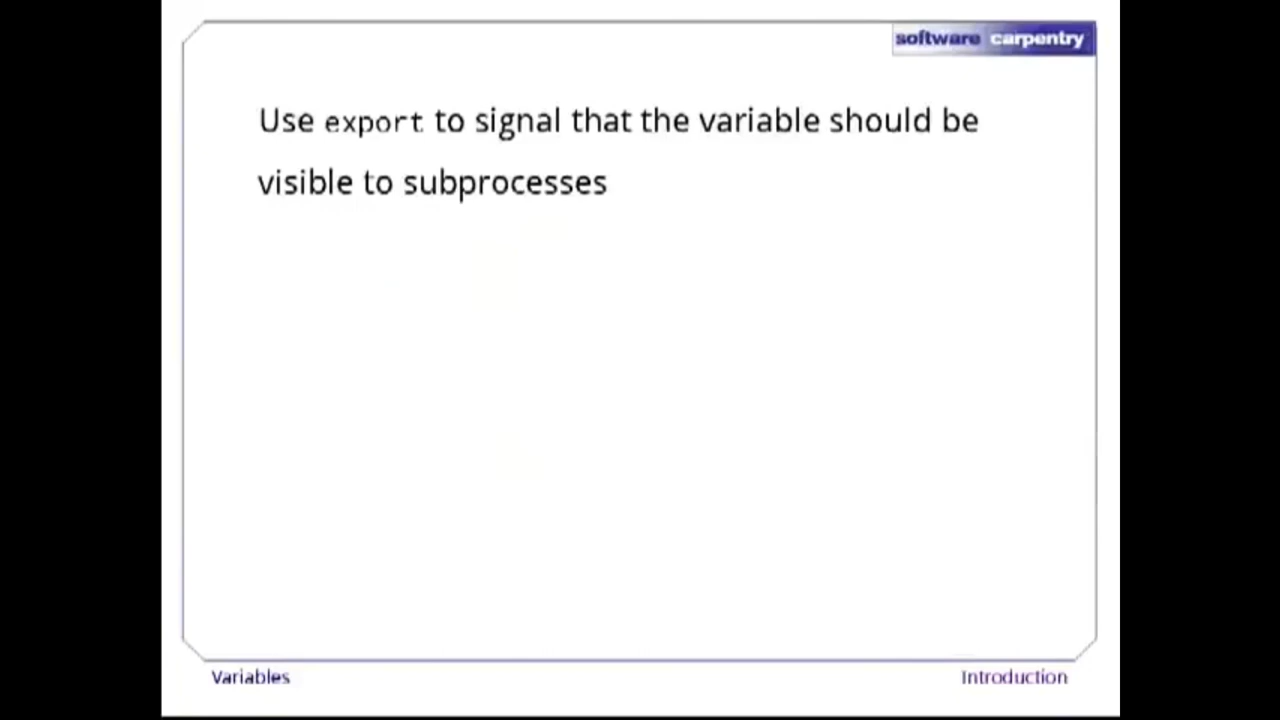 software carpentry
Use export to signal that the variable should be
visible to subprocesses
Variables
Introduction